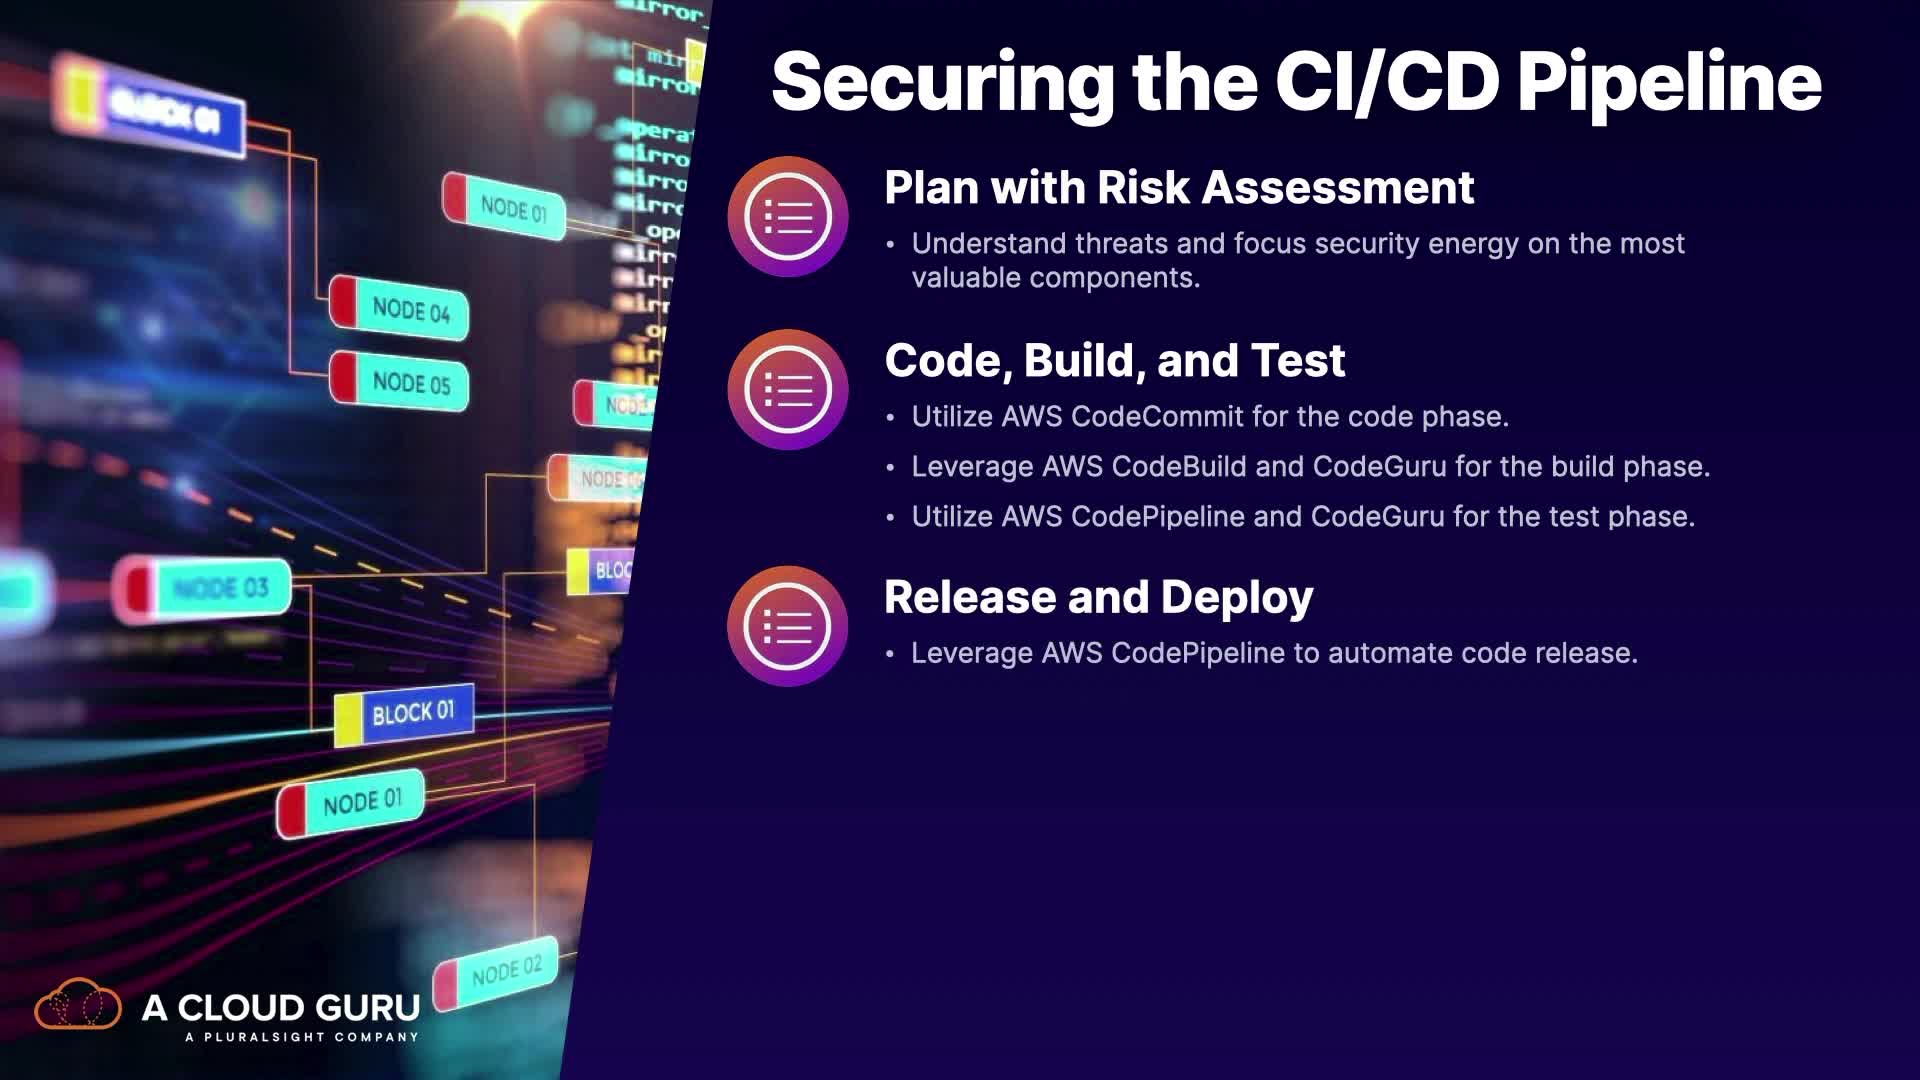 Securing the CI/CD Pipeline
Plan with Risk Assessment
• Understand threats and focus security energy on the most
valuable components.
Code, Build, and Test
• Utilize AWS CodeCommit for the code phase.
• Leverage AWS CodeBuild and CodeGuru for the build phase.
• Utilize AWS CodePipeline and CodeGuru for the test phase.
Release and Deploy
• Leverage AWS CodePipeline to automate code release.
BLOCK 01
NODE 01
NODE 04
NODE 05
NODE 03
BLOCK 01
NODE 01
NODE 02
A CLOUD GURU
A PLURALSIGHT COMPANY